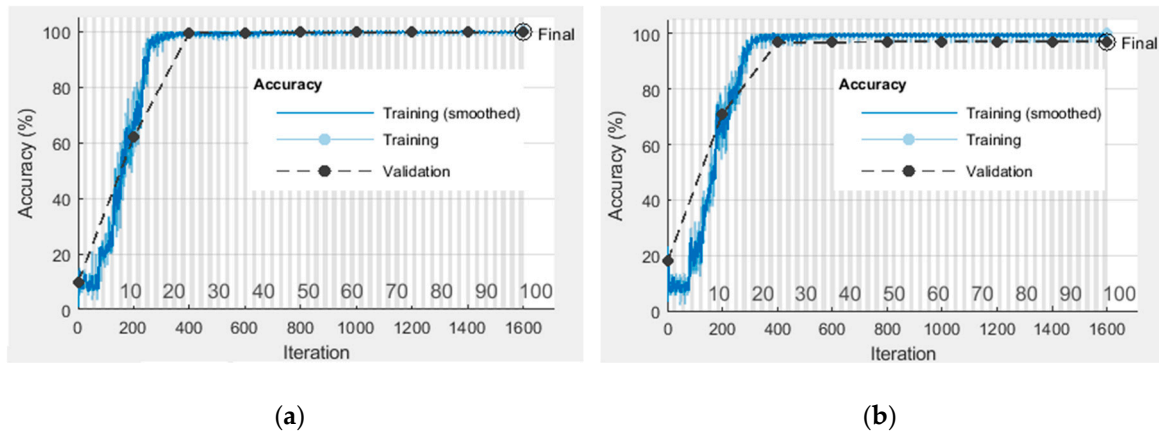 100
80
60
40
20
0
Accuracy (%)
Final
Accuracy
Training (smoothed)
Training
Validation
10 20 30 40 50 60 70 80 90 100
0 200 400 600 800 1000 1200 1400 1600
Iteration
(a)
100
80
60
40
20
0
Accuracy (%)
Final
Accuracy
Training (smoothed)
Training
Validation
10 20 30 40 50 60 70 80 90 100
0 200 400 600 800 1000 1200 1400 1600
Iteration
(b)